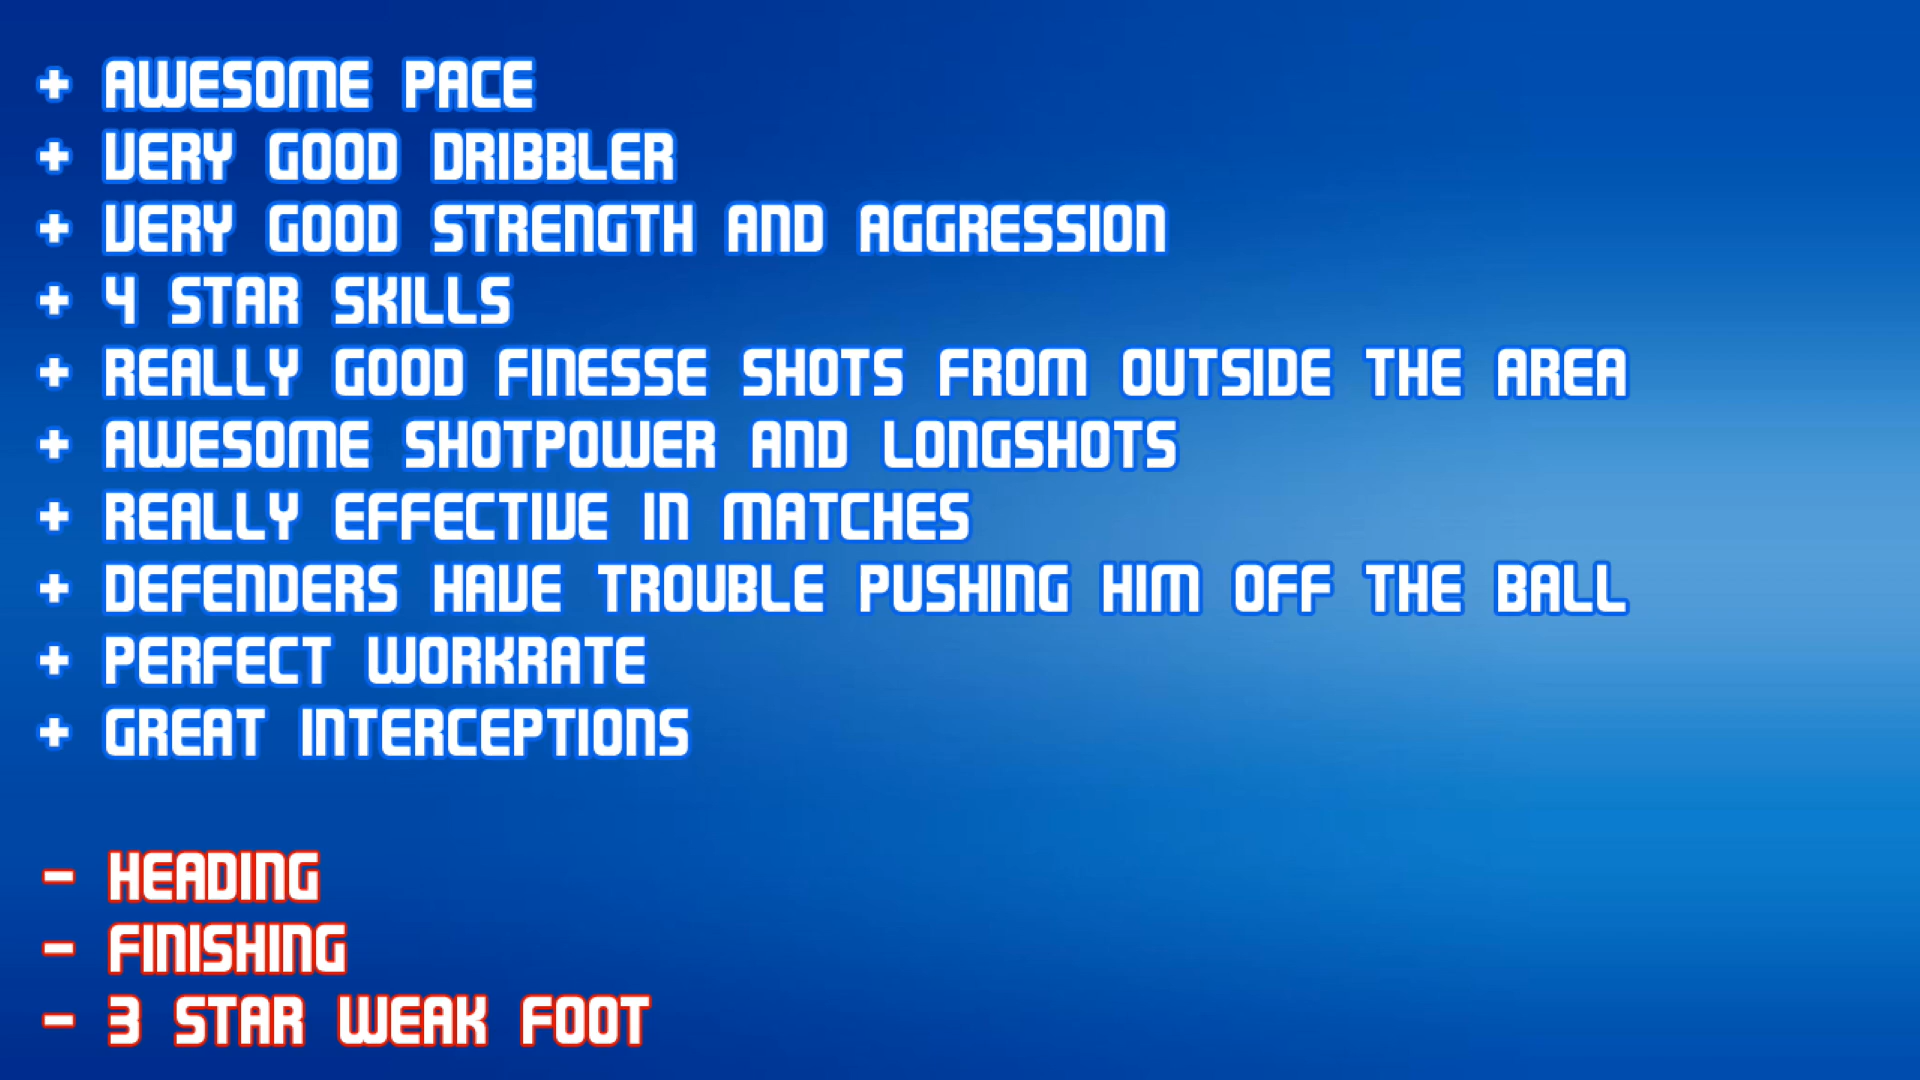 + AWESOME PACE
+ VERY GOOD DRIBBLER
+ VERY GOOD STRENGTH AND AGGRESSION
+ 4 STAR SKILLS
+ REALLY GOOD FINESSE SHOTS FROM OUTSIDE THE AREA
+ AWESOME SHOTPOWER AND LONGSHOTS
+ REALLY EFFECTIVE IN MATCHES
+ DEFENDERS HAVE TROUBLE PUSHING HIM OFF THE BALL
+ PERFECT WORKRATE
+ GREAT INTERCEPTIONS
- HEADING
- FINISHING
- 3 STAR WEAK FOOT